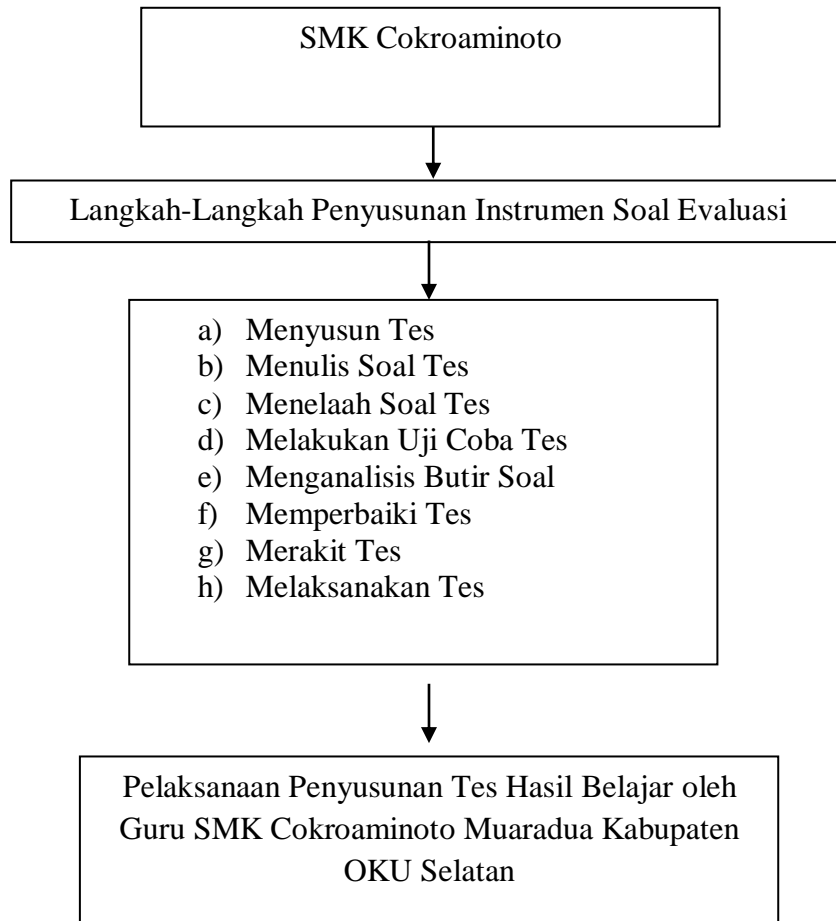 SMK Cokroaminoto
Langkah-Langkah Penyusunan Instrumen Soal Evaluasi
a) Menyusun Tes
b) Menulis Soal Tes
c) Menelaah Soal Tes
d) Melakukan Uji Coba Tes
e) Menganalisis Butir Soal
f) Memperbaiki Tes
g) Merakit Tes
h) Melaksanakan Tes
Pelaksanaan Penyusunan Tes Hasil Belajar oleh
Guru SMK Cokroaminoto Muaradua Kabupaten
OKU Selatan